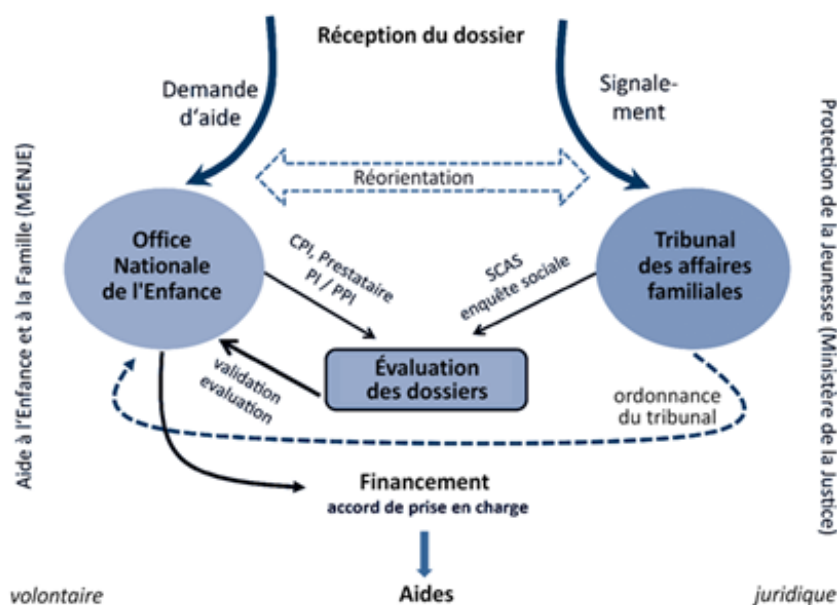 Réception du dossier
Demande
d'aide
Signale-
ment
Réorientation
Aide à l'Enfance et à la Famille (MENJE)
Protection de la Jeunesse (Ministère de la Justice)
Office
Nationale
de l'Enfance
Tribunal
des affaires
familiales
CPI, Prestataire
PI / PPI
SCAS
enquête sociale
Évaluation
des dossiers
validation
evaluation
ordonnance
du tribunal
Financement
accord de prise en charge
volontaire
Aides
juridique